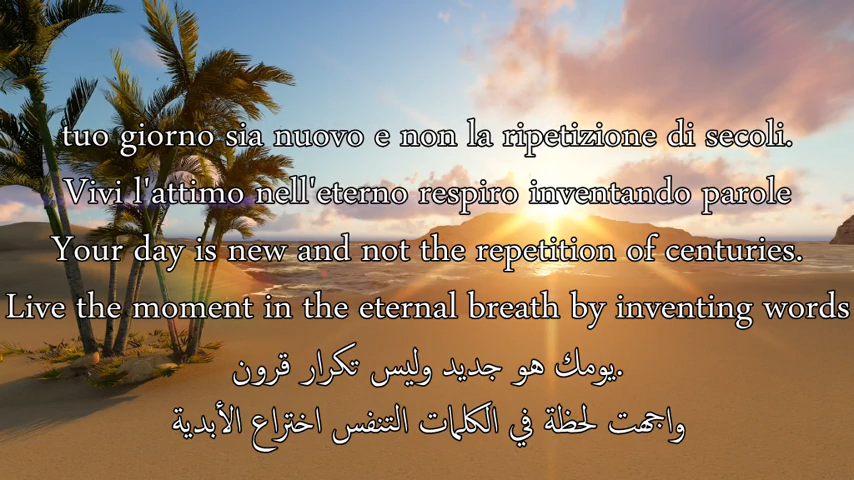 tuo giorno sia nuovo e non la ripetizione di secoli.
Vivi l'attimo nell'eterno respiro inventando parole
Your day is new and not the repetition of centuries.
Live the moment in the eternal breath by inventing words
يومك هو جديد وليس تكرار قرون.
واجهت لحظة في الكلمات التنفس اختراع الأبدية